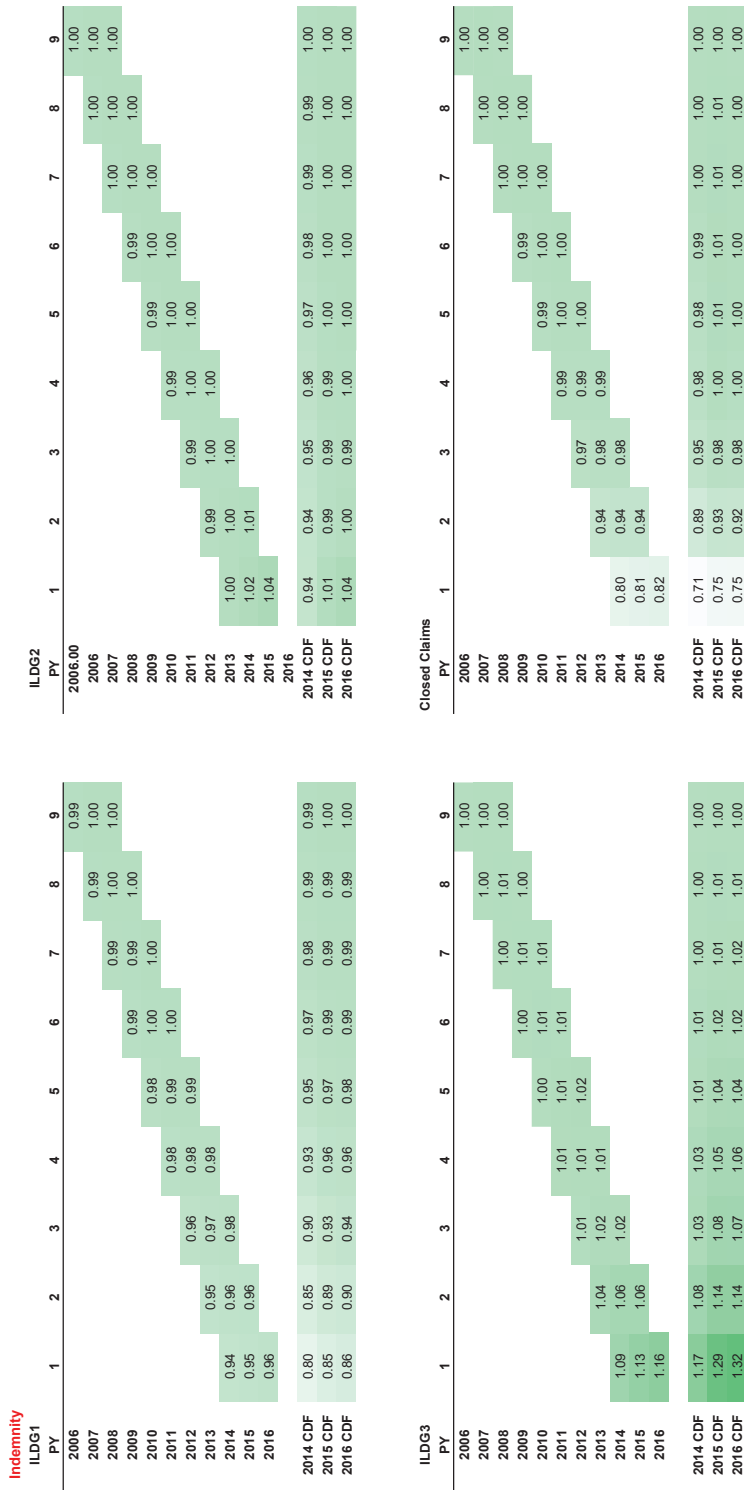 Indemnity
ILDG1
PY 1 2 3 4 5 6 7 8 9
2006 0.99
2007 0.99 1.00
2008 0.99 1.00 1.00
2009 0.99 0.99 1.00
2010 0.98 1.00 1.00
2011 0.98 0.99 1.00
2012 0.96 0.98 0.99
2013 0.95 0.97 0.98
2014 0.94 0.96 0.98
2015 0.95 0.96
2016 0.96
2014 CDF 0.80 0.85 0.90 0.93 0.95 0.97 0.98 0.99 0.99
2015 CDF 0.85 0.89 0.93 0.96 0.97 0.99 0.99 0.99 1.00
2016 CDF 0.86 0.90 0.94 0.96 0.98 0.99 0.99 0.99 1.00
ILDG2
PY 1 2 3 4 5 6 7 8 9
2006.00 1.00
2006 1.00 1.00
2007 1.00 1.00 1.00
2008 0.99 1.00 1.00
2009 0.99 1.00 1.00
2010 0.99 1.00 1.00
2011 0.99 1.00 1.00
2012 0.99 1.00 1.00
2013 1.00 1.00 1.00
2014 1.02 1.01
2015 1.04
2016
2014 CDF 0.94 0.94 0.95 0.96 0.97 0.98 0.99 0.99 1.00
2015 CDF 1.01 0.99 0.99 0.99 1.00 1.00 1.00 1.00 1.00
2016 CDF 1.04 1.00 0.99 1.00 1.00 1.00 1.00 1.00 1.00
ILDG3
PY 1 2 3 4 5 6 7 8 9
2006 1.00
2007 1.00 1.00
2008 1.00 1.01 1.00
2009 1.00 1.01 1.00
2010 1.00 1.01 1.01
2011 1.01 1.01 1.01
2012 1.01 1.01 1.02
2013 1.04 1.02 1.01
2014 1.09 1.06 1.02
2015 1.13 1.06
2016 1.16
2014 CDF 1.17 1.08 1.03 1.03 1.01 1.01 1.00 1.00 1.00
2015 CDF 1.29 1.14 1.08 1.05 1.04 1.02 1.01 1.01 1.00
2016 CDF 1.32 1.14 1.07 1.06 1.04 1.02 1.02 1.01 1.00
Closed Claims
PY 1 2 3 4 5 6 7 8 9
2006 1.00
2007 1.00 1.00
2008 1.00 1.00 1.00
2009 0.99 1.00 1.00
2010 0.99 1.00 1.00
2011 0.99 1.00 1.00
2012 0.97 0.99 1.00
2013 0.94 0.98 0.99
2014 0.80 0.94 0.98
2015 0.81 0.94
2016 0.82
2014 CDF 0.71 0.89 0.95 0.98 0.98 0.99 1.00 1.00 1.00
2015 CDF 0.75 0.93 0.98 1.00 1.01 1.01 1.01 1.01 1.00
2016 CDF 0.75 0.92 0.98 1.00 1.00 1.00 1.00 1.00 1.00